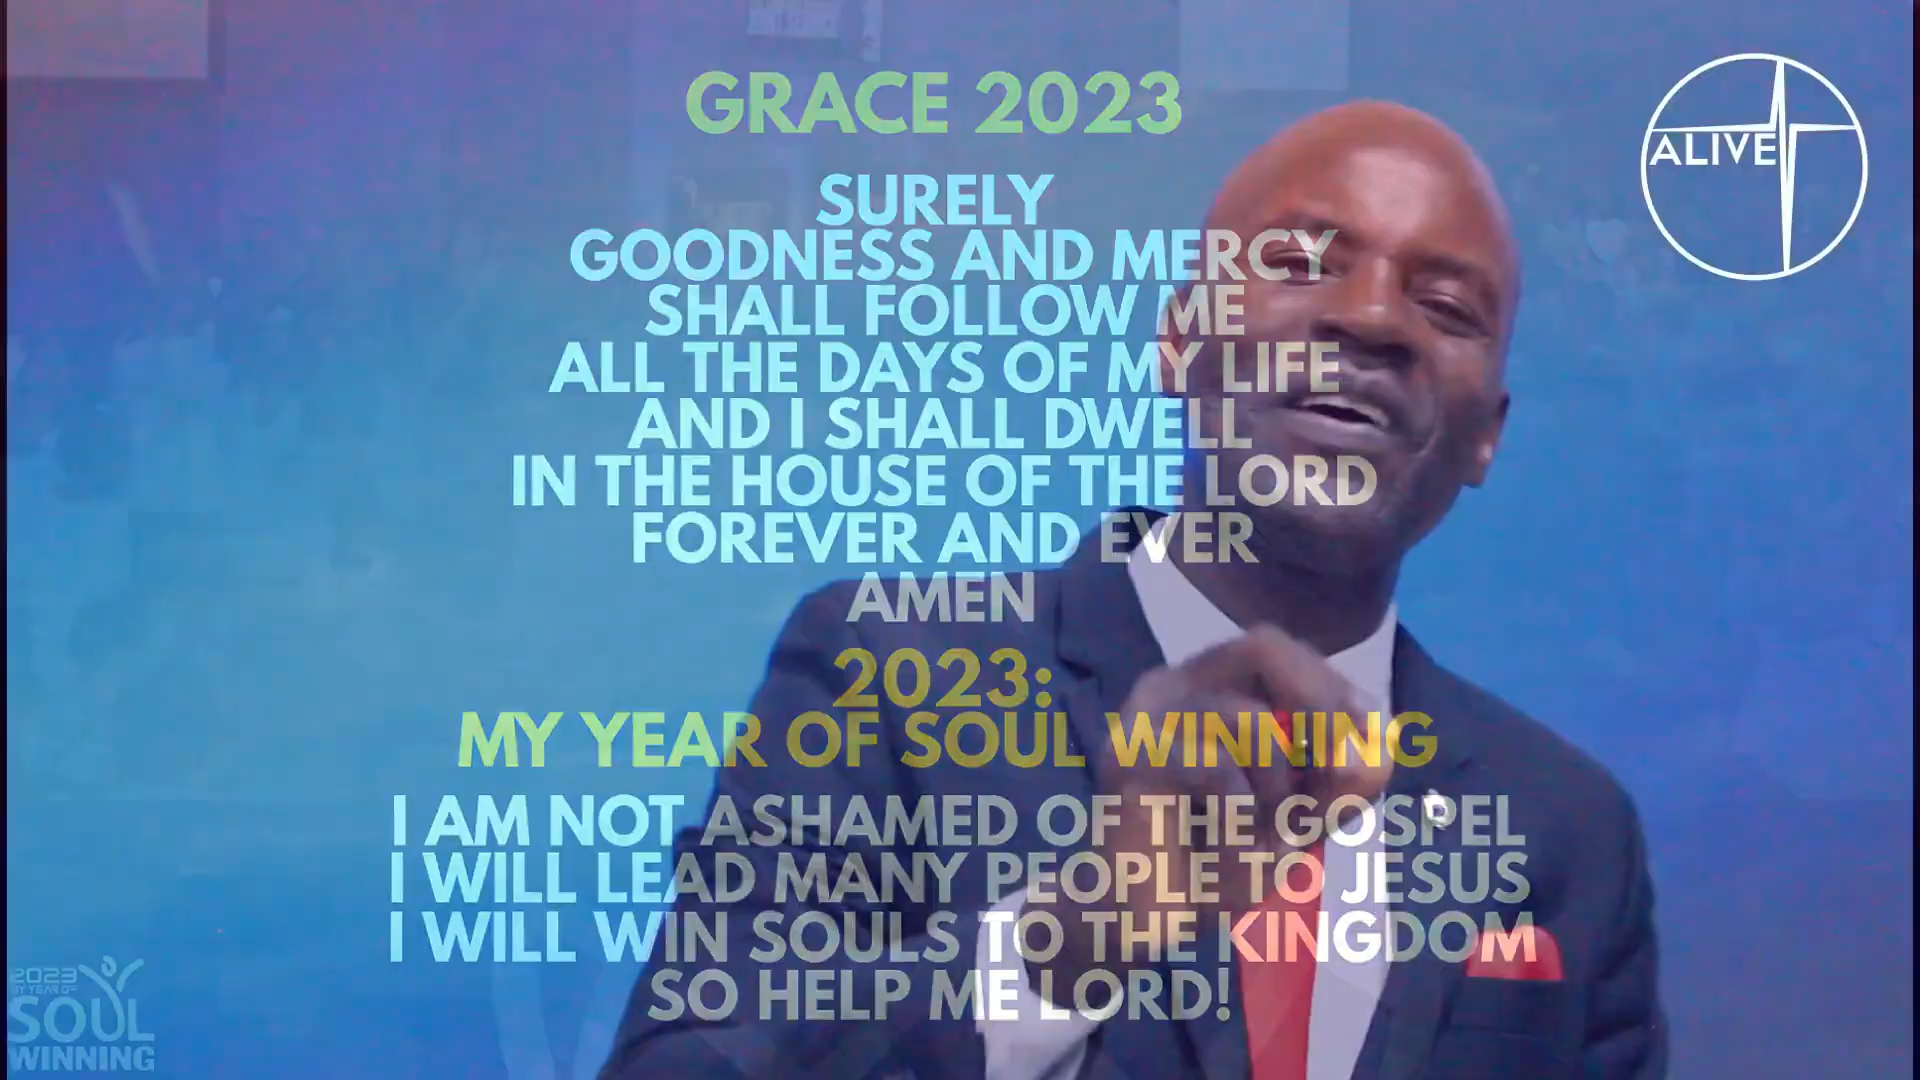 GRACE 2023
ALIVE
SURELY
GOODNESS AND MERCY
SHALL FOLLOW ME
ALL THE DAYS OF MY LIFE
AND I SHALL DWELL
IN THE HOUSE OF THE LORD
FOREVER AND EVER
AMEN
2023:
MY YEAR OF SOUL WINNING
I AM NOT ASHAMED OF THE GOSPEL
I WILL LEAD MANY PEOPLE TO JESUS
I WILL WIN SOULS TO THE KINGDOM
SO HELP ME LORD!
2023
MY YEAR OF
SOUL
WINNING